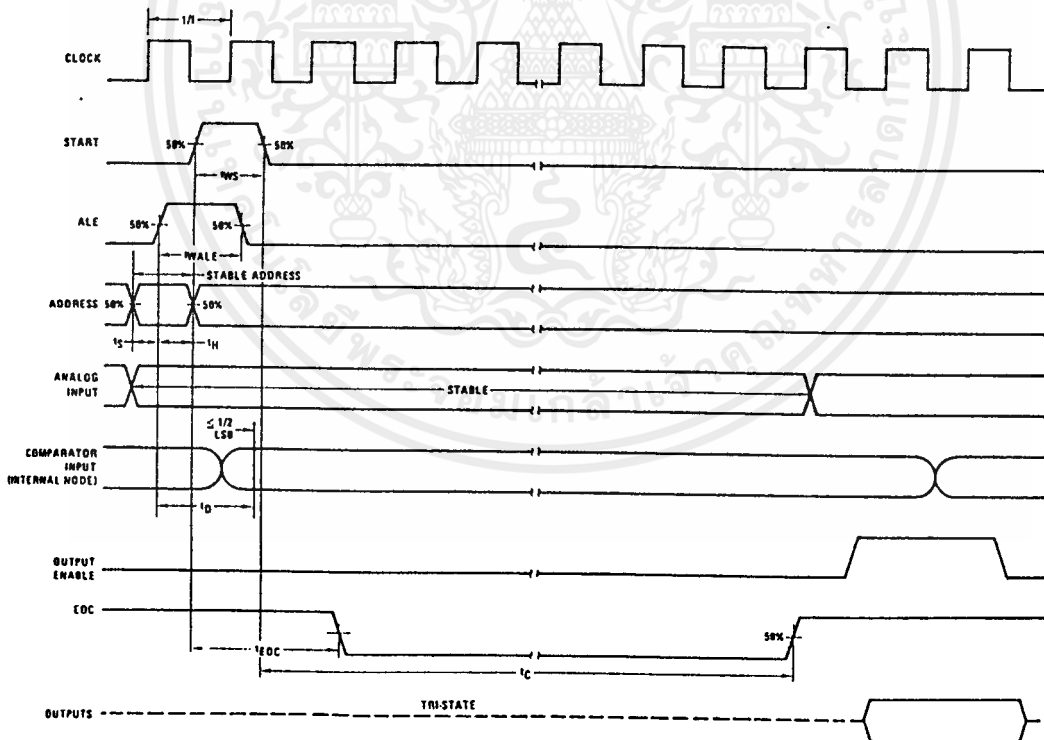 1/f
CLOCK
START
50%
50%
tWS
ALE
50%
50%
tWALE
STABLE ADDRESS
ADDRESS
50%
50%
tS
tH
ANALOG
INPUT
STABLE
≤ 1/2
LSB
COMPARATOR
INPUT
(INTERNAL NODE)
tD
OUTPUT
ENABLE
EOC
50%
tEOC
tC
OUTPUTS
TRI-STATE